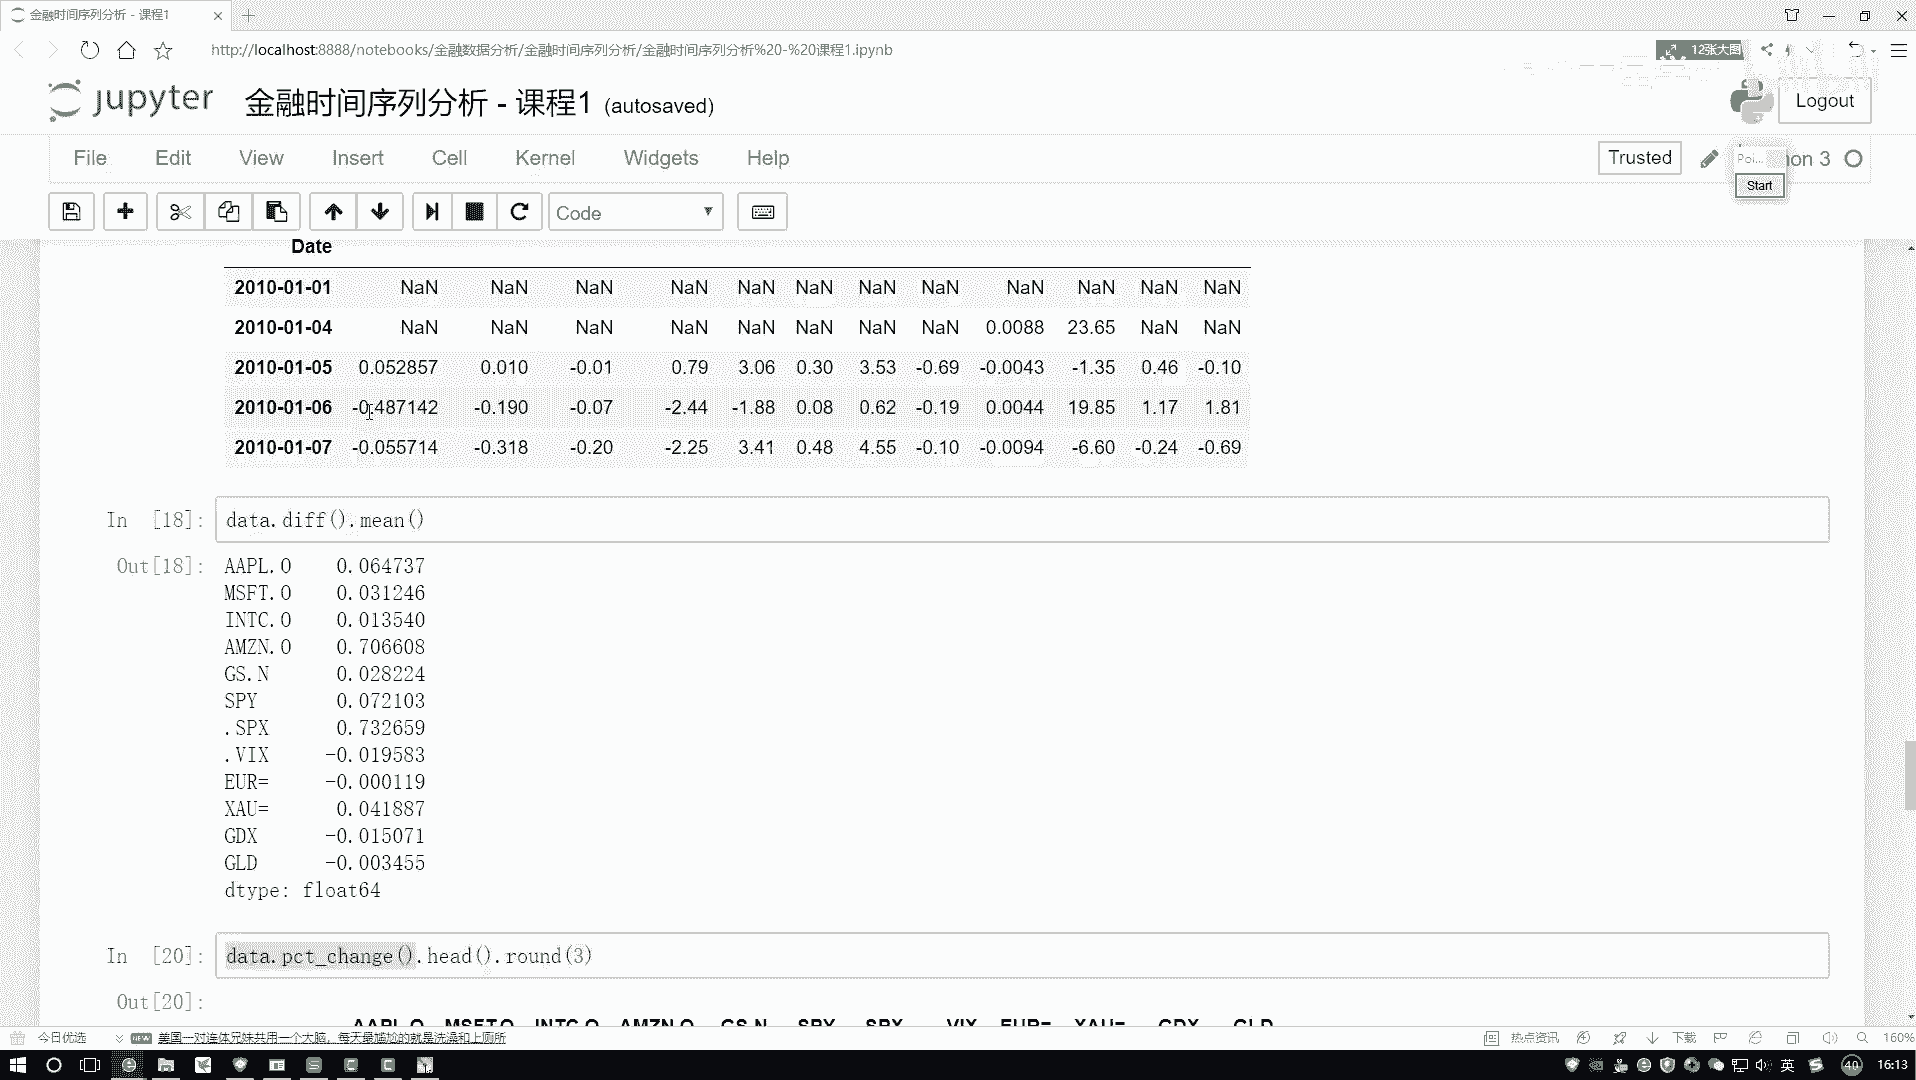 金融时间序列分析 - 课程1
http://localhost:8888/notebooks/金融数据分析/金融时间序列分析/金融时间序列分析%20-%20课程1.ipynb
12张大图
jupyter 金融时间序列分析 - 课程1 (autosaved)
Logout
File Edit View Insert Cell Kernel Widgets Help
Trusted
Poi... on 3
Start
Code
Date
2010-01-01 NaN NaN NaN NaN NaN NaN NaN NaN NaN NaN NaN NaN
2010-01-04 NaN NaN NaN NaN NaN NaN NaN NaN 0.0088 23.65 NaN NaN
2010-01-05 0.052857 0.010 -0.01 0.79 3.06 0.30 3.53 -0.69 -0.0043 -1.35 0.46 -0.10
2010-01-06 -0.487142 -0.190 -0.07 -2.44 -1.88 0.08 0.62 -0.19 0.0044 19.85 1.17 1.81
2010-01-07 -0.055714 -0.318 -0.20 -2.25 3.41 0.48 4.55 -0.10 -0.0094 -6.60 -0.24 -0.69
In [18]: data.diff().mean()
Out[18]: AAPL.O 0.064737
MSFT.O 0.031246
INTC.O 0.013540
AMZN.O 0.706608
GS.N 0.028224
SPY 0.072103
.SPX 0.732659
.VIX -0.019583
EUR= -0.000119
XAU= 0.041887
GDX -0.015071
GLD -0.003455
dtype: float64
In [20]: data.pct_change().head().round(3)
Out[20]:
AAPL.O MSFT.O INTC.O AMZN.O GS.N SPY .SPX .VIX EUR= XAU= GDX GLD
今日优选 NEW 美国一对连体兄妹共用一个大脑，每天最尴尬的就是洗澡和上厕所
热点资讯 下载 160%
英 40 16:13